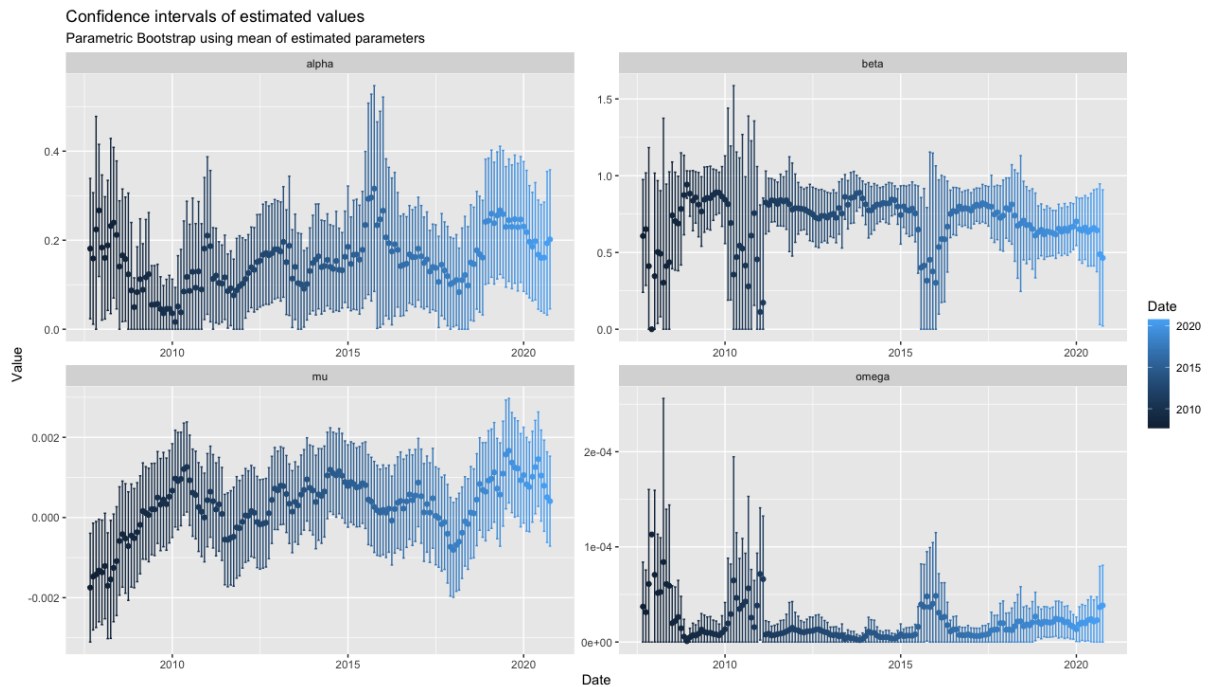 Confidence intervals of estimated values
Parametric Bootstrap using mean of estimated parameters
alpha
beta
0.4
0.2
0.0
2010
2015
2020
1.5
1.0
0.5
0.0
2010
2015
2020
Value
mu
omega
0.002
0.000
-0.002
2010
2015
2020
2e-04
1e-04
0e+00
2010
2015
2020
Date
Date
2020
2015
2010